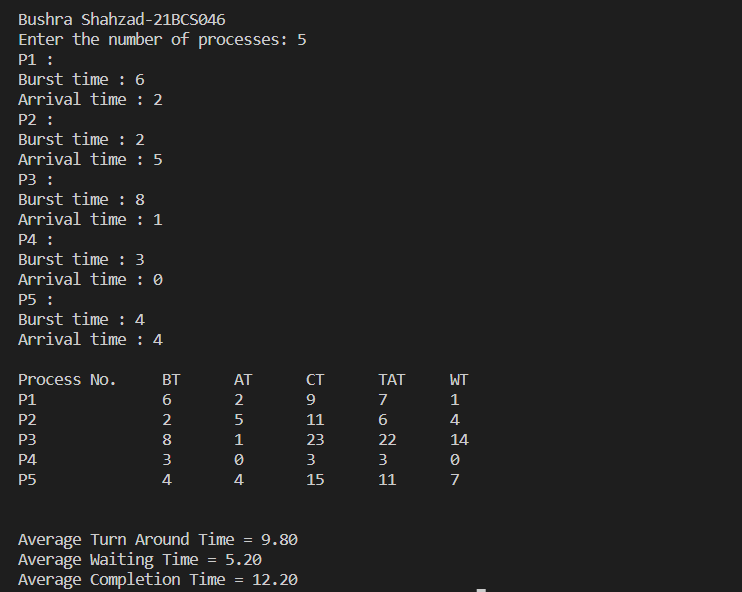 Bushra Shahzad-21BCS046
Enter the number of processes: 5
P1 :
Burst time : 6
Arrival time : 2
P2 :
Burst time : 2
Arrival time : 5
P3 :
Burst time : 8
Arrival time : 1
P4 :
Burst time : 3
Arrival time : 0
P5 :
Burst time : 4
Arrival time : 4
Process No. BT AT CT TAT WT
P1 6 2 9 7 1
P2 2 5 11 6 4
P3 8 1 23 22 14
P4 3 0 3 3 0
P5 4 4 15 11 7
Average Turn Around Time = 9.80
Average Waiting Time = 5.20
Average Completion Time = 12.20